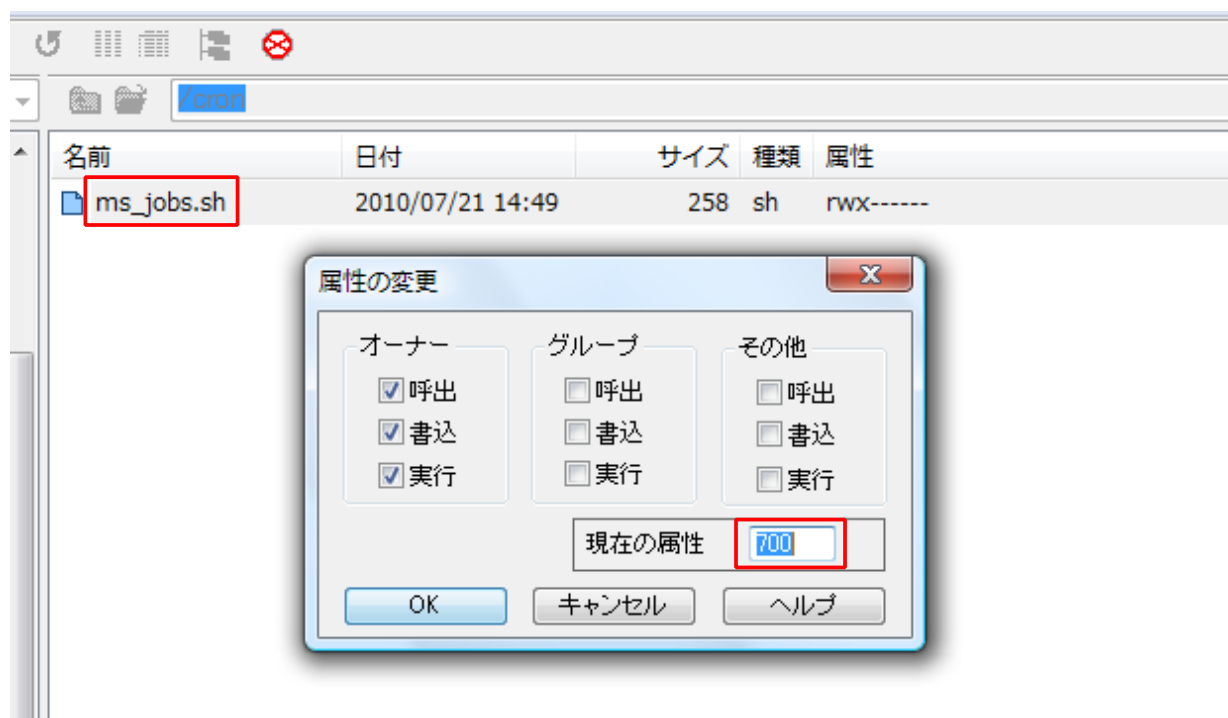 /cron
名前 日付 サイズ 種類 属性
ms_jobs.sh 2010/07/21 14:49 258 sh rwx------
属性の変更
オーナー グループ その他
呼出 呼出 呼出
書込 書込 書込
実行 実行 実行
現在の属性 700
OK キャンセル ヘルプ